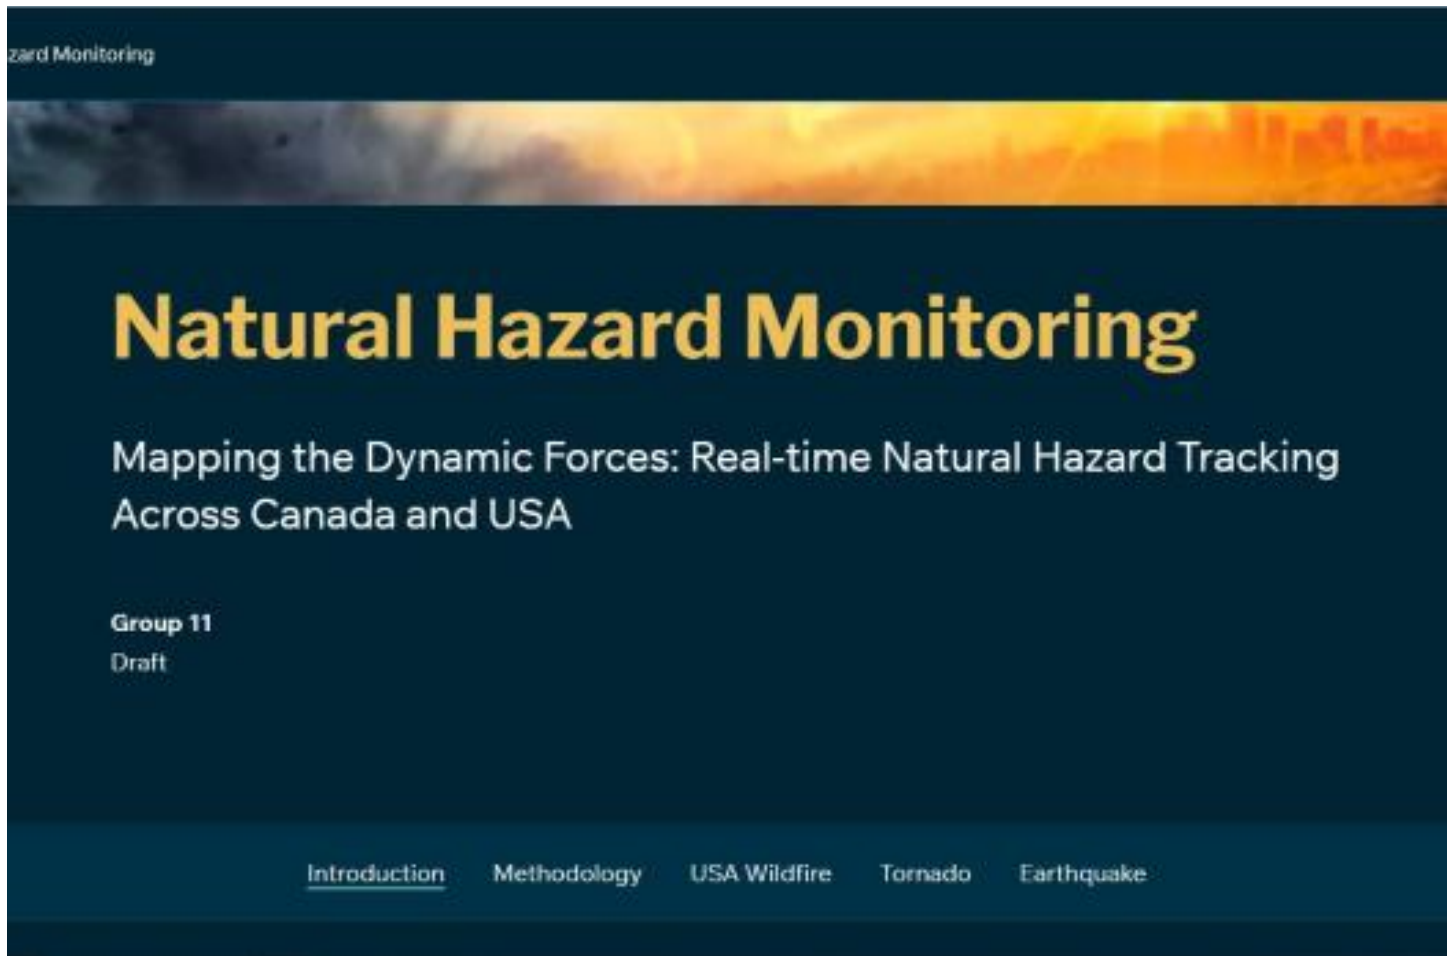 zard Monitoring
Natural Hazard Monitoring
Mapping the Dynamic Forces: Real-time Natural Hazard Tracking
Across Canada and USA
Group 11
Draft
Introduction Methodology USA Wildfire Tornado Earthquake